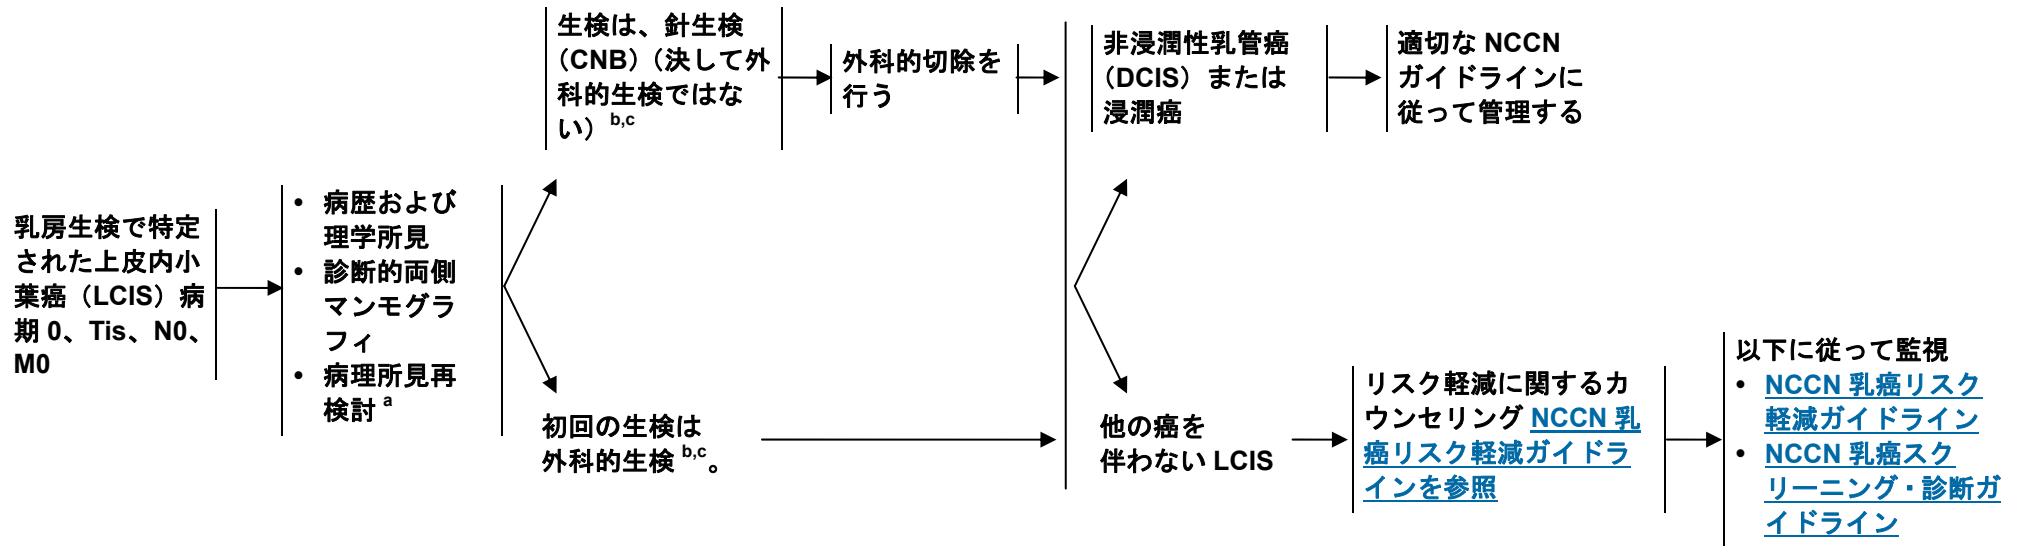 乳房生検で特定
された上皮内小
葉癌（LCIS）病
期 0、Tis、N0、
M0
• 病歴および
理学所見
• 診断的両側
マンモグラ
フィ
• 病理所見再
検討 a
生検は、針生検
（CNB）（決して外
科的生検ではな
い）b,c
外科的切除を
行う
初回の生検は
外科的生検 b,c。
非浸潤性乳管癌
（DCIS）または
浸潤癌
適切な NCCN
ガイドラインに
従って管理する
他の癌を
伴わない LCIS
リスク軽減に関するカ
ウンセリング NCCN 乳
癌リスク軽減ガイドラ
インを参照
以下に従って監視
• NCCN 乳癌リスク
軽減ガイドライン
• NCCN 乳癌スク
リーニング・診断ガ
イドライン